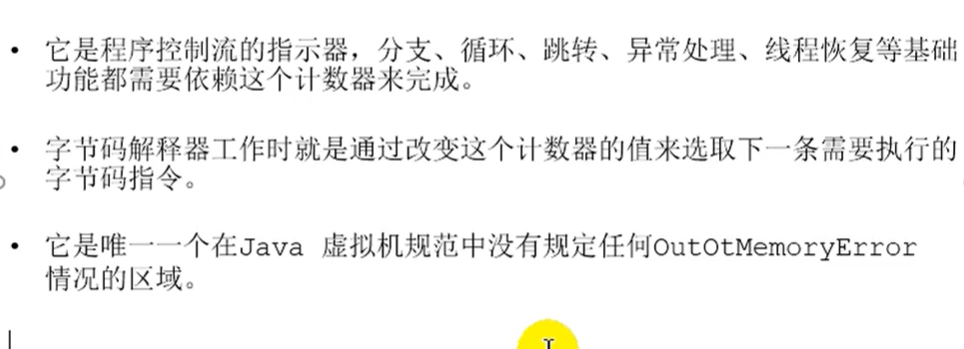 • 它是程序控制流的指示器，分支、循环、跳转、异常处理、线程恢复等基础
功能都需要依赖这个计数器来完成。
• 字节码解释器工作时就是通过改变这个计数器的值来选取下一条需要执行的
字节码指令。
• 它是唯一一个在Java 虚拟机规范中没有规定任何OutOtMemoryError
情况的区域。